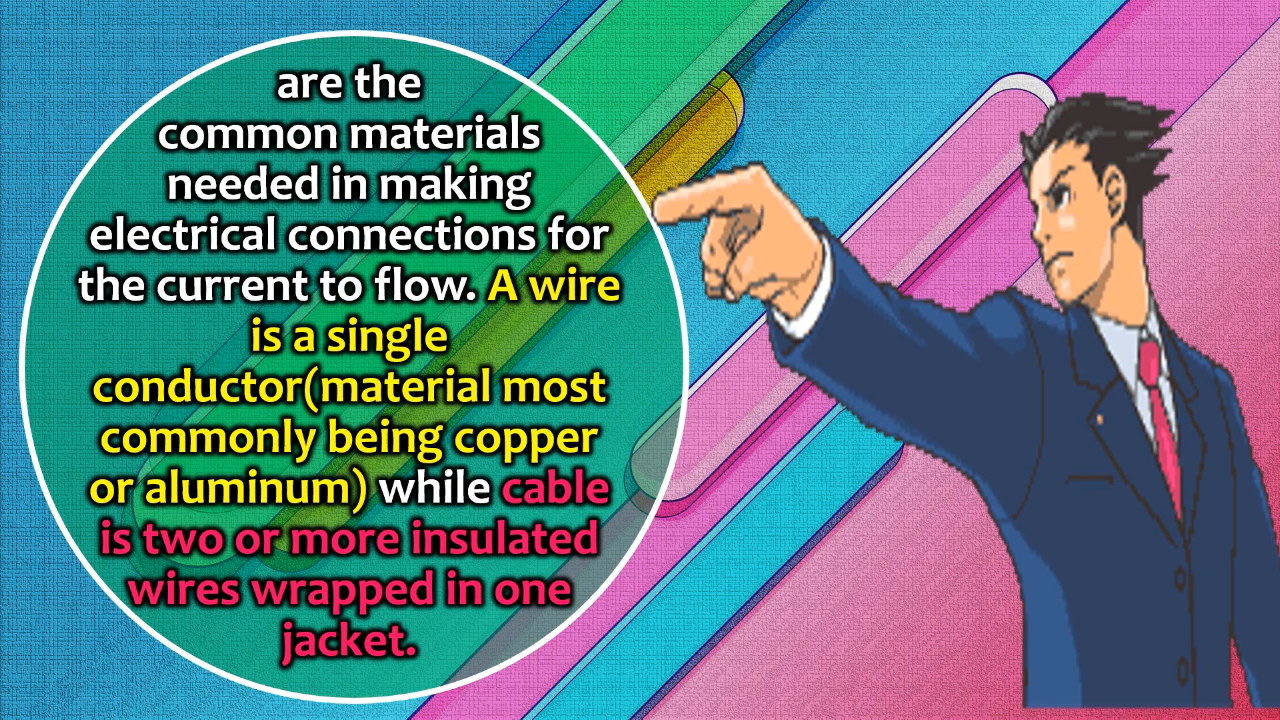 are the
common materials
needed in making
electrical connections for
the current to flow. A wire
is a single
conductor(material most
commonly being copper
or aluminum) while cable
is two or more insulated
wires wrapped in one
jacket.